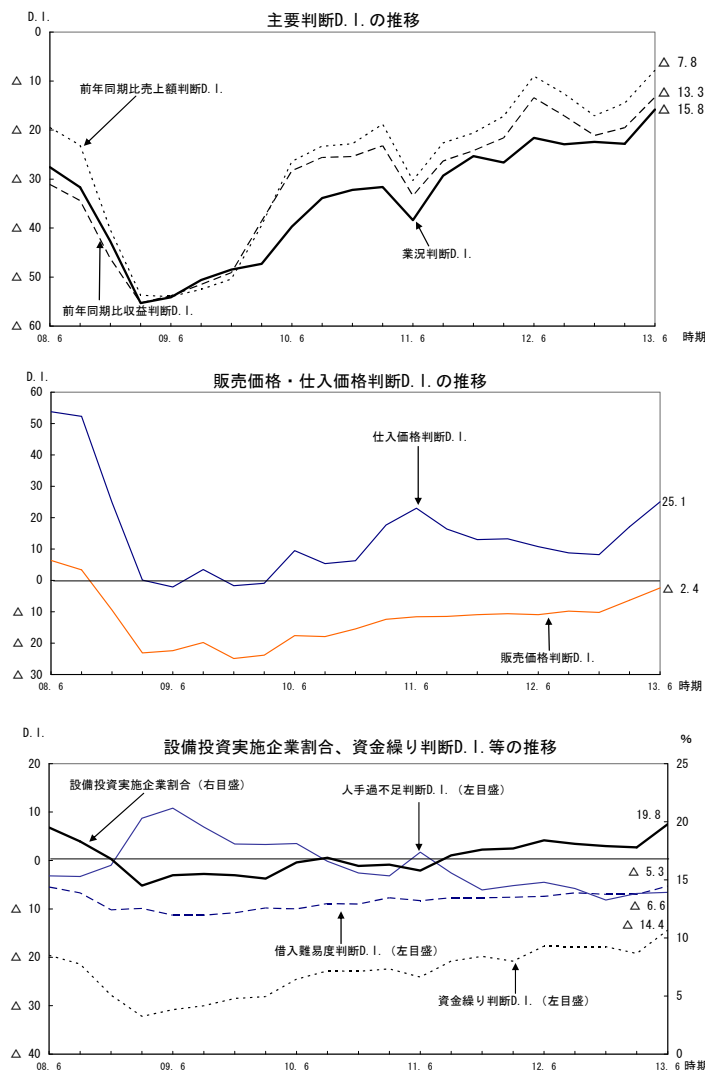 主要判断D.I.の推移
D.I.
0
△ 10
△ 20
△ 30
△ 40
△ 50
△ 60
前年同期比売上額判断D.I.
△ 7.8
△ 13.3
△ 15.8
業況判断D.I.
前年同期比収益判断D.I.
08. 6 09. 6 10. 6 11. 6 12. 6 13. 6 時期
販売価格・仕入価格判断D.I.の推移
D.I.
60
50
40
30
20
10
0
△ 10
△ 20
△ 30
仕入価格判断D.I.
25.1
△ 2.4
販売価格判断D.I.
08. 6 09. 6 10. 6 11. 6 12. 6 13. 6 時期
設備投資実施企業割合、資金繰り判断D.I.等の推移
D.I.
%
20
10
0
△ 10
△ 20
△ 30
△ 40
25
20
15
10
5
0
設備投資実施企業割合（右目盛）
人手過不足判断D.I.（左目盛）
19.8
△ 5.3
△ 6.6
△ 14.4
借入難易度判断D.I.（左目盛）
資金繰り判断D.I.（左目盛）
08. 6 09. 6 10. 6 11. 6 12. 6 13. 6 時期